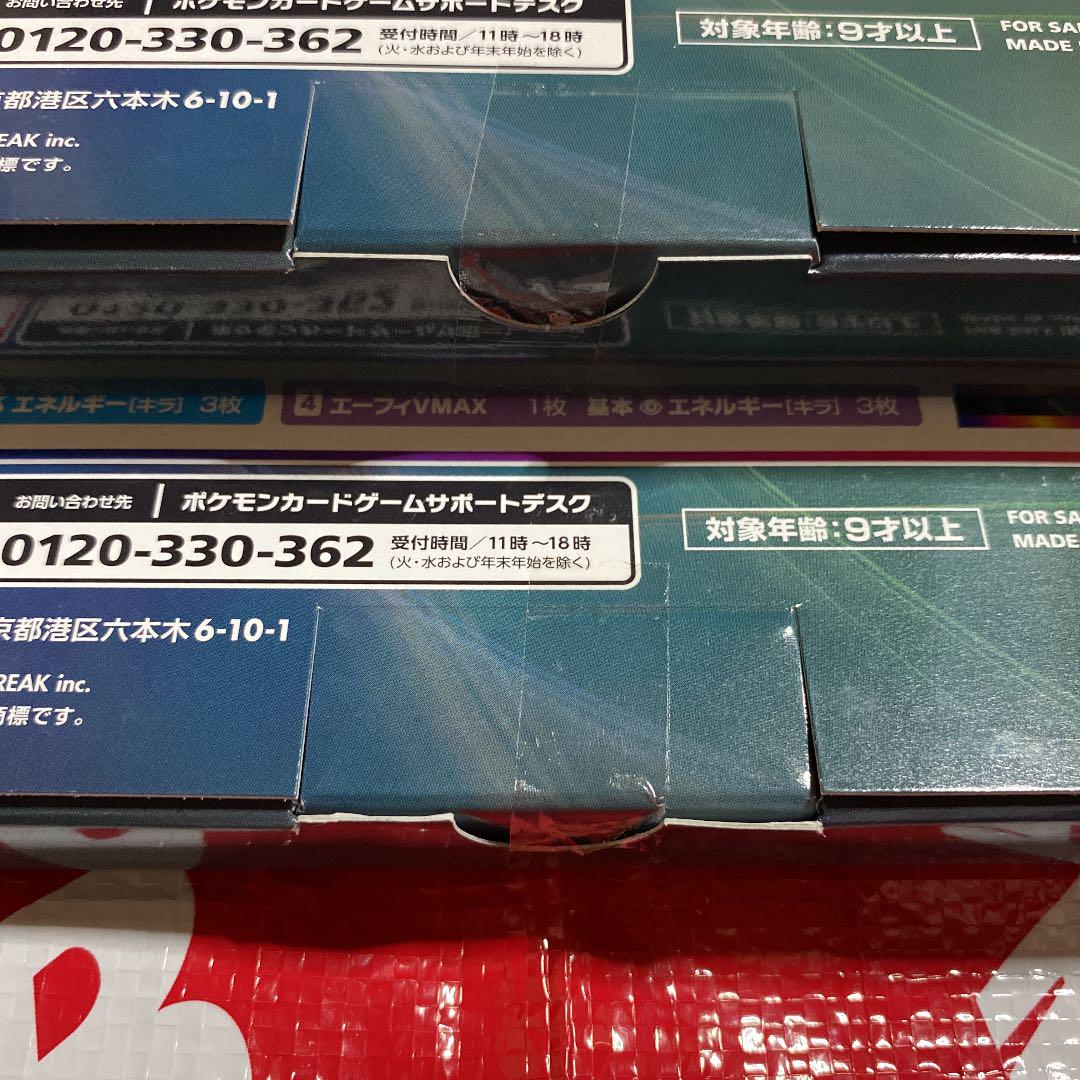 お問い合わせ先 ポケモンカードゲームサポートデスク
0120-330-362 受付時間/11時~18時
(火・水および年末年始を除く)
対象年齢:9才以上
FOR SA
MADE
都港区六本木6-10-1
EAK inc.
標です。
エネルギー[キラ] 3枚
4 エーフィVMAX 1枚 基本 エネルギー[キラ] 3枚
お問い合わせ先 ポケモンカードゲームサポートデスク
0120-330-362 受付時間/11時~18時
(火・水および年末年始を除く)
対象年齢:9才以上
FOR SA
MADE
京都港区六本木6-10-1
REAK inc.
商標です。